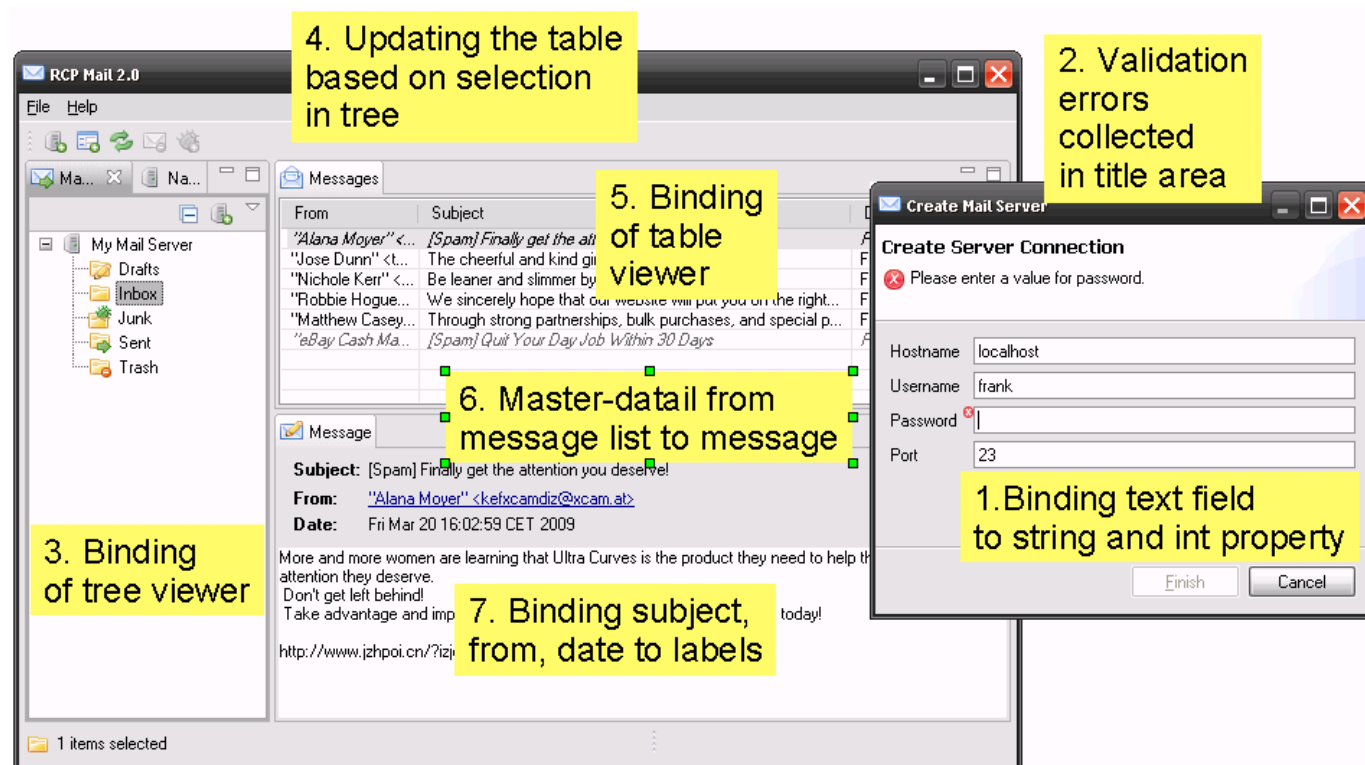 4. Updating the table
based on selection
in tree
2. Validation
errors
collected
in title area
RCP Mail 2.0
File Help
Ma... Na...
My Mail Server
Drafts
Inbox
Junk
Sent
Trash
3. Binding
of tree viewer
Messages
From Subject
"Alana Moyer" <... [Spam] Finally get the
"Jose Dunn" <t... The cheerful and kind
"Nichole Kerr" <... Be leaner and slimmer by
"Robbie Hogue... We sincerely hope that our website will put you on the right...
"Matthew Casey... Through strong partnerships, bulk purchases, and special p...
"eBay Cash Ma... [Spam] Quit Your Day Job Within 30 Days
5. Binding
of table
viewer
6. Master-datail from
message list to message
Message
Subject: [Spam] Finally get the attention you deserve!
From: "Alana Moyer" <kefxcamdiz@xcam.at>
Date: Fri Mar 20 16:02:59 CET 2009
More and more women are learning that Ultra Curves is the product they need to help
attention they deserve.
Don't get left behind!
Take advantage and today!
http://www.jzhpoi.cn/?izj
7. Binding subject,
from, date to labels
1 items selected
Create Mail Server
Create Server Connection
Please enter a value for password.
Hostname localhost
Username frank
Password
Port 23
1.Binding text field
to string and int property
Finish Cancel